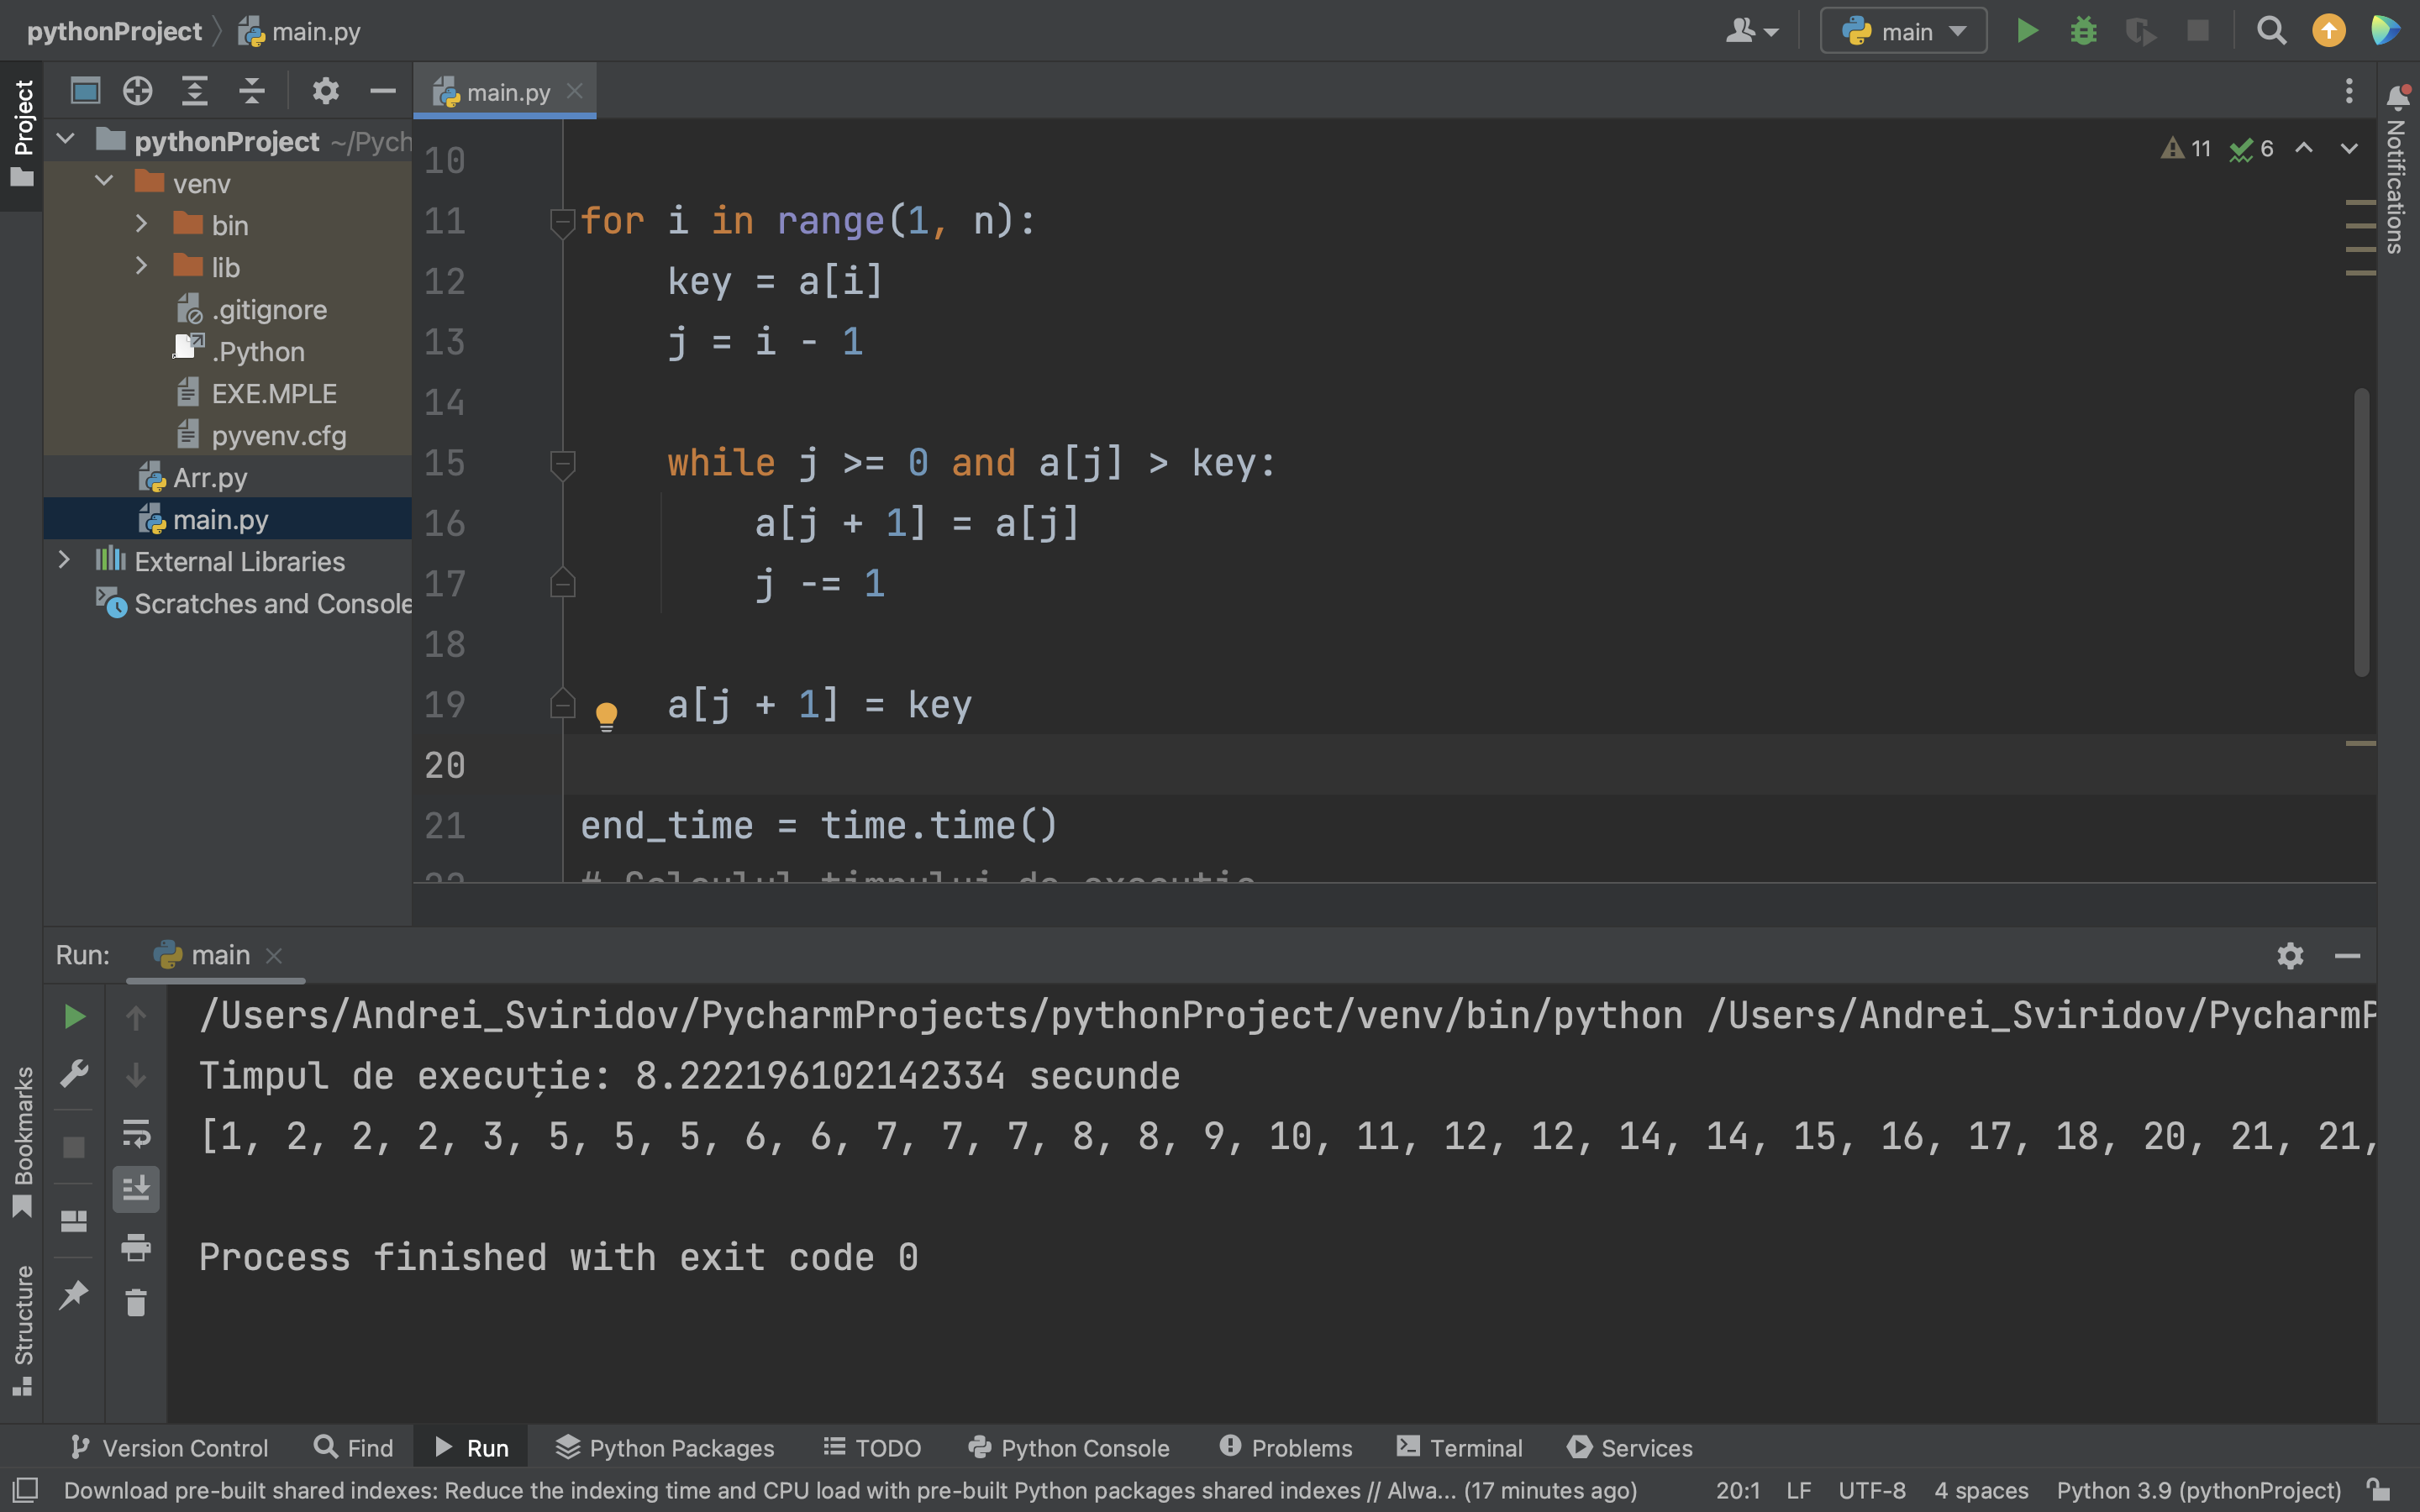 pythonProject main.py
main
Project
main.py
pythonProject ~/Pych
venv
bin
lib
.gitignore
.Python
EXE.MPLE
pyvenv.cfg
Arr.py
main.py
External Libraries
Scratches and Console
11 6
Notifications
10
11 for i in range(1, n):
12 key = a[i]
13 j = i - 1
14
15 while j >= 0 and a[j] > key:
16 a[j + 1] = a[j]
17 j -= 1
18
19 a[j + 1] = key
20
21 end_time = time.time()
22 # Calculul timpului de execuție
Run: main
/Users/Andrei_Sviridov/PycharmProjects/pythonProject/venv/bin/python /Users/Andrei_Sviridov/PycharmP
Timpul de execuție: 8.222196102142334 secunde
[1, 2, 2, 2, 3, 5, 5, 5, 6, 6, 7, 7, 7, 8, 8, 9, 10, 11, 12, 12, 14, 14, 15, 16, 17, 18, 20, 21, 21,
Process finished with exit code 0
Bookmarks
Structure
Version Control Find Run Python Packages TODO Python Console Problems Terminal Services
Download pre-built shared indexes: Reduce the indexing time and CPU load with pre-built Python packages shared indexes // Alwa... (17 minutes ago) 20:1 LF UTF-8 4 spaces Python 3.9 (pythonProject)